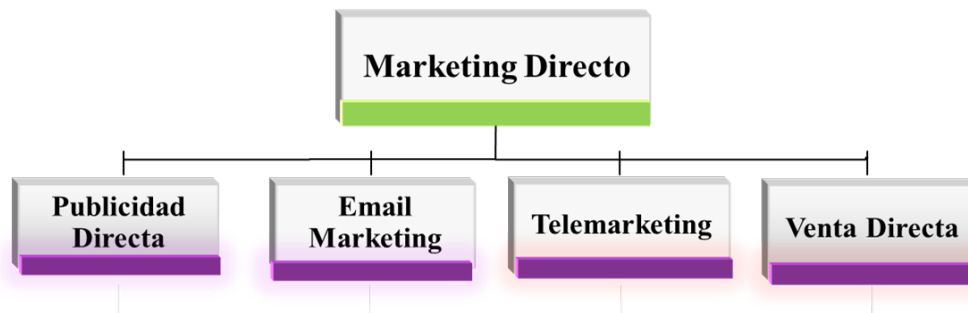 Marketing Directo
Publicidad
Directa
Email
Marketing
Telemarketing
Venta Directa